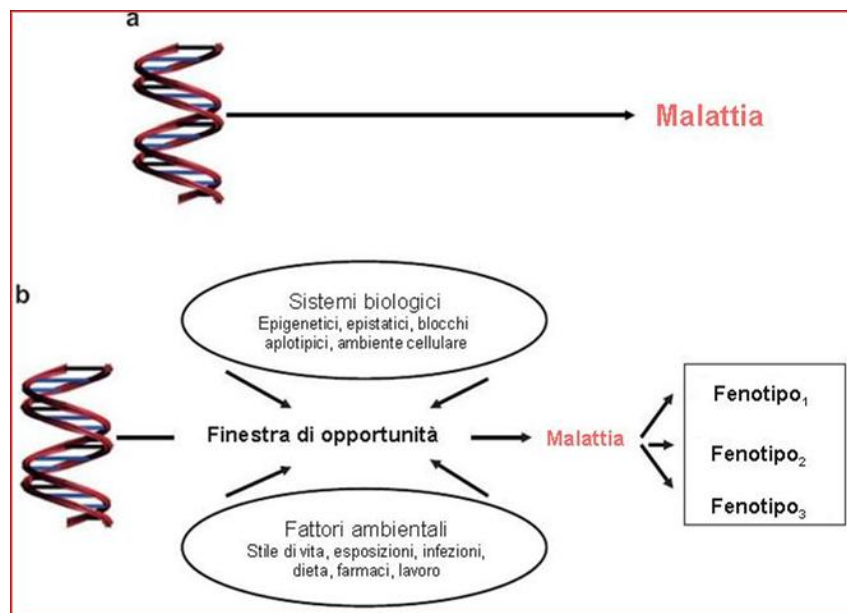 a
Malattia
b
Sistemi biologici
Epigenetici, epistatici, blocchi
aplotipici, ambiente cellulare
Finestra di opportunità
Malattia
Fenotipo₁
Fenotipo₂
Fenotipo₃
Fattori ambientali
Stile di vita, esposizioni, infezioni,
dieta, farmaci, lavoro